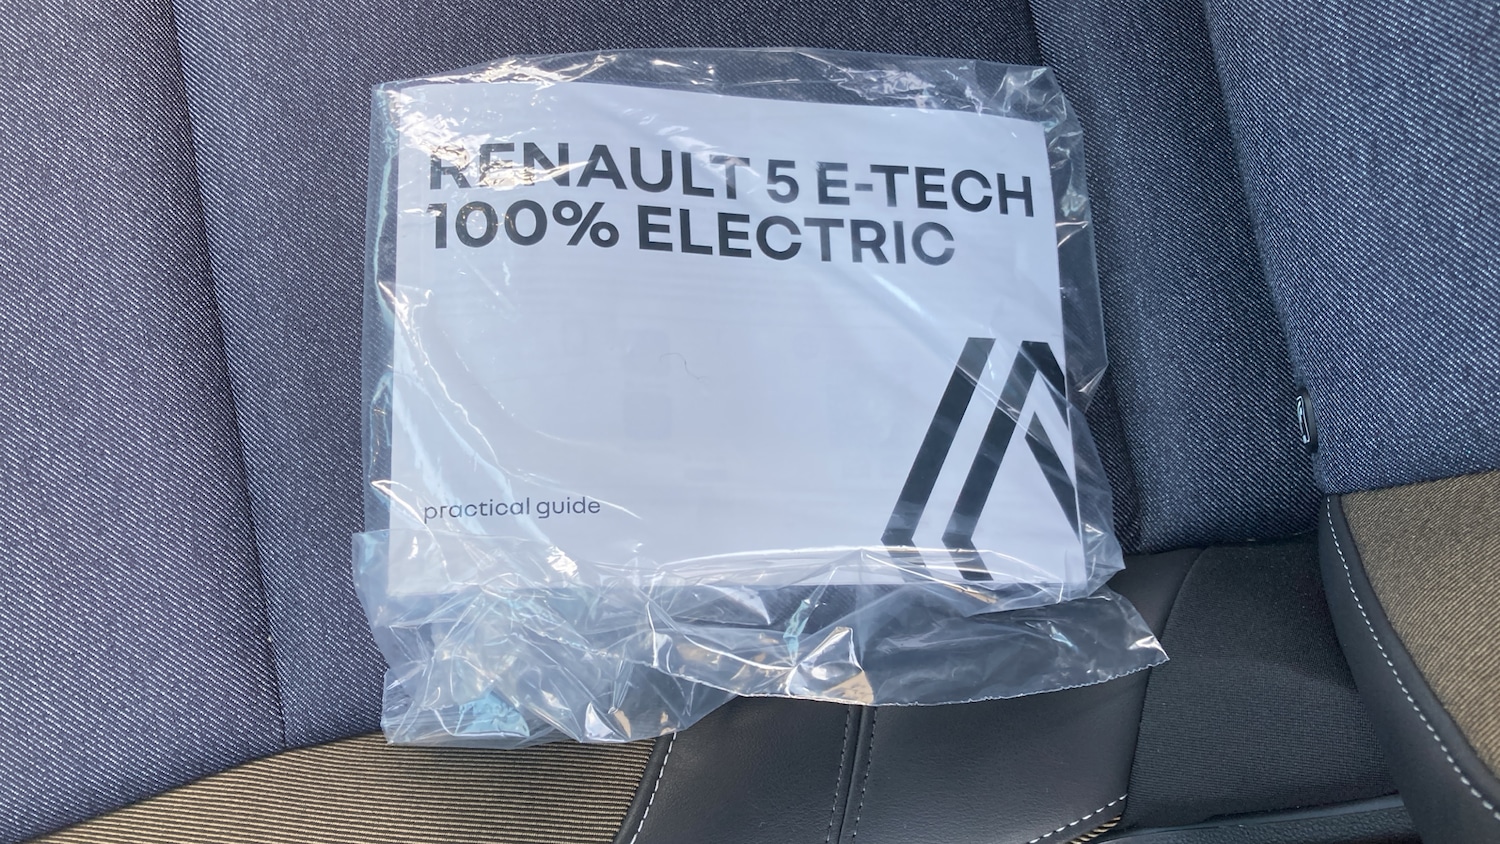 RENAULT 5 E-TECH
100% ELECTRIC
practical guide